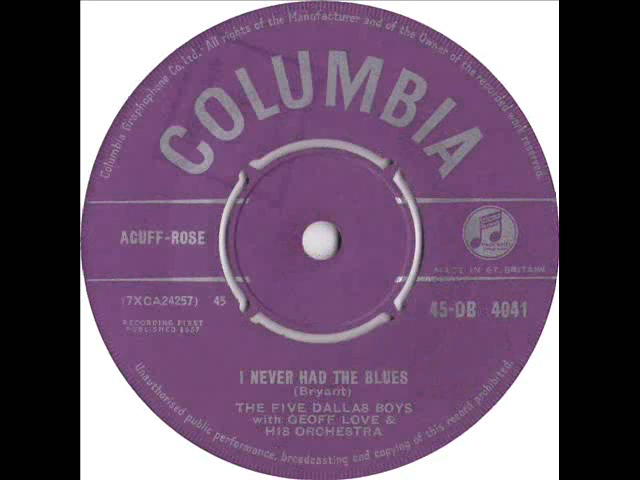 All rights of the Manufacturer and of the Owner of the recorded work reserved.
Columbia Graphophone Co. Ltd.
COLUMBIA
ACUFF-ROSE
MADE IN GT. BRITAIN
(7XCA24257) 45
45-DB 4041
RECORDING FIRST
PUBLISHED 1957
I NEVER HAD THE BLUES
(Bryant)
THE FIVE DALLAS BOYS
with GEOFF LOVE &
HIS ORCHESTRA
Unauthorised public performance, broadcasting and copying of this record prohibited.